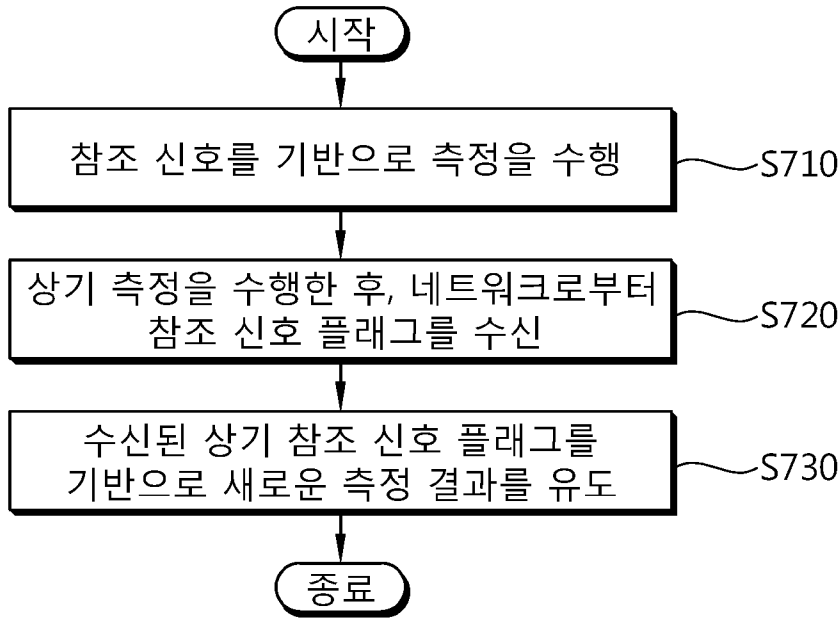 시작
참조 신호를 기반으로 측정을 수행
S710
상기 측정을 수행한 후, 네트워크로부터
참조 신호 플래그를 수신
S720
수신된 상기 참조 신호 플래그를
기반으로 새로운 측정 결과를 유도
S730
종료